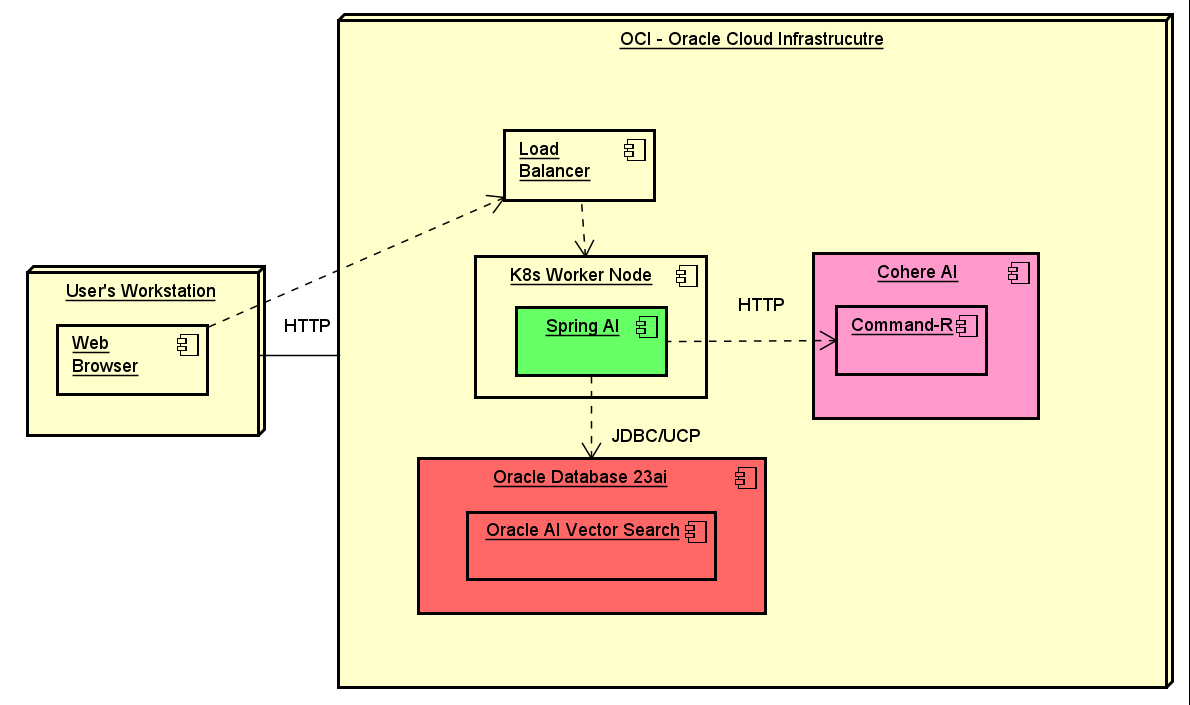 OCI - Oracle Cloud Infrastrucutre
Load
Balancer
User's Workstation
Web
Browser
HTTP
K8s Worker Node
Spring AI
HTTP
Cohere AI
Command-R
JDBC/UCP
Oracle Database 23ai
Oracle AI Vector Search